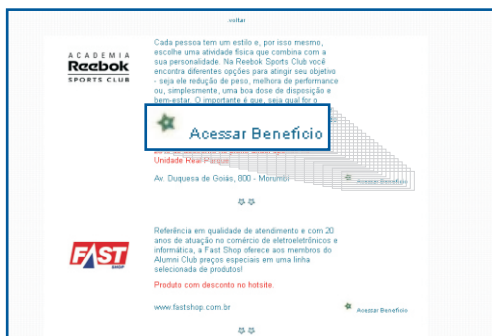 voltar
ACADEMIA
Reebok
SPORTS CLUB
Cada pessoa tem um estilo e, por isso mesmo,
escolhe uma atividade física que combina com a
sua personalidade. Na Reebok Sports Club você
encontra diferentes opções para atingir seu objetivo
- seja ele redução de peso, melhora de performance
ou, simplesmente, uma boa dose de disposição e
bem-estar. O importante é que, seja qual for o
Acessar Benefício
Unidade Real Parque
Av. Duquesa de Goiás, 800 - Morumbi
Acessar Benefício
FAST
SHOP
Referência em qualidade de atendimento e com 20
anos de atuação no comércio de eletroeletrônicos e
informática, a Fast Shop oferece aos membros do
Alumni Club preços especiais em uma linha
selecionada de produtos!
Produto com desconto no hotsite.
www.fastshop.com.br
Acessar Benefício